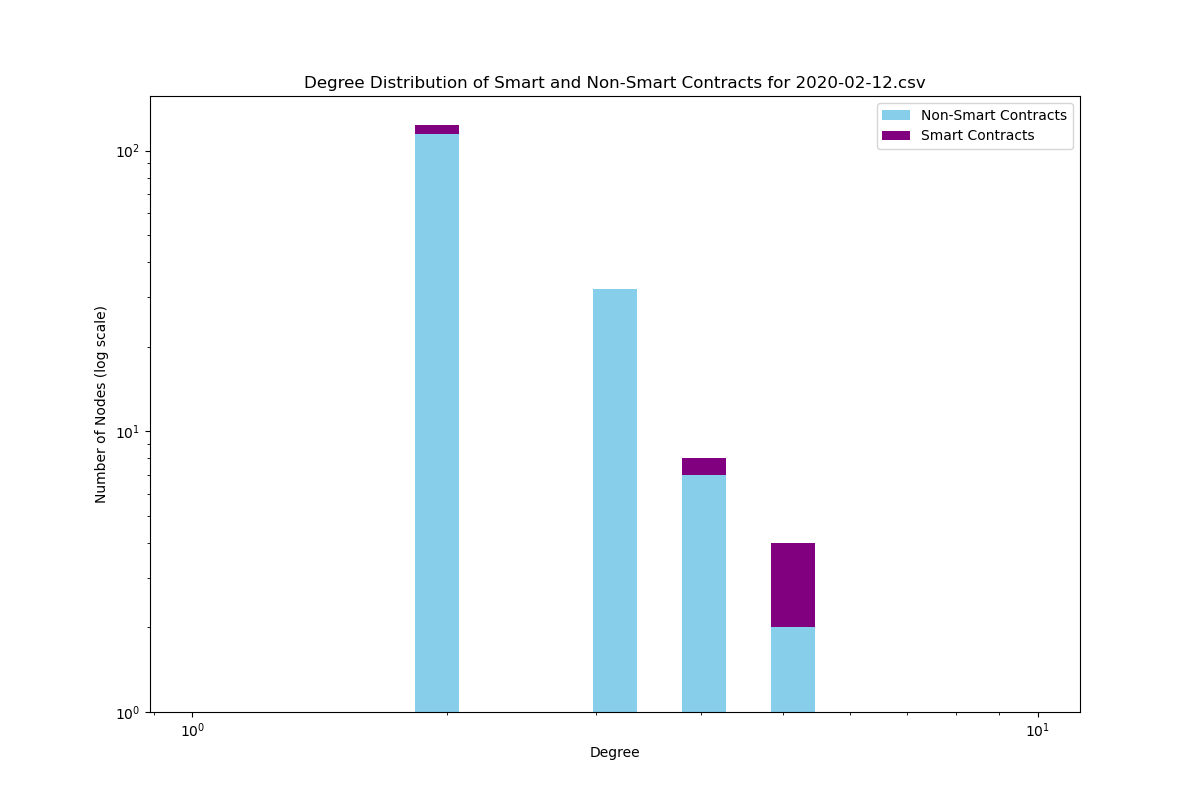 Degree Distribution of Smart and Non-Smart Contracts for 2020-02-12.csv
Non-Smart Contracts
Smart Contracts
Number of Nodes (log scale)
10²
10¹
10⁰
10⁰ 10¹
Degree